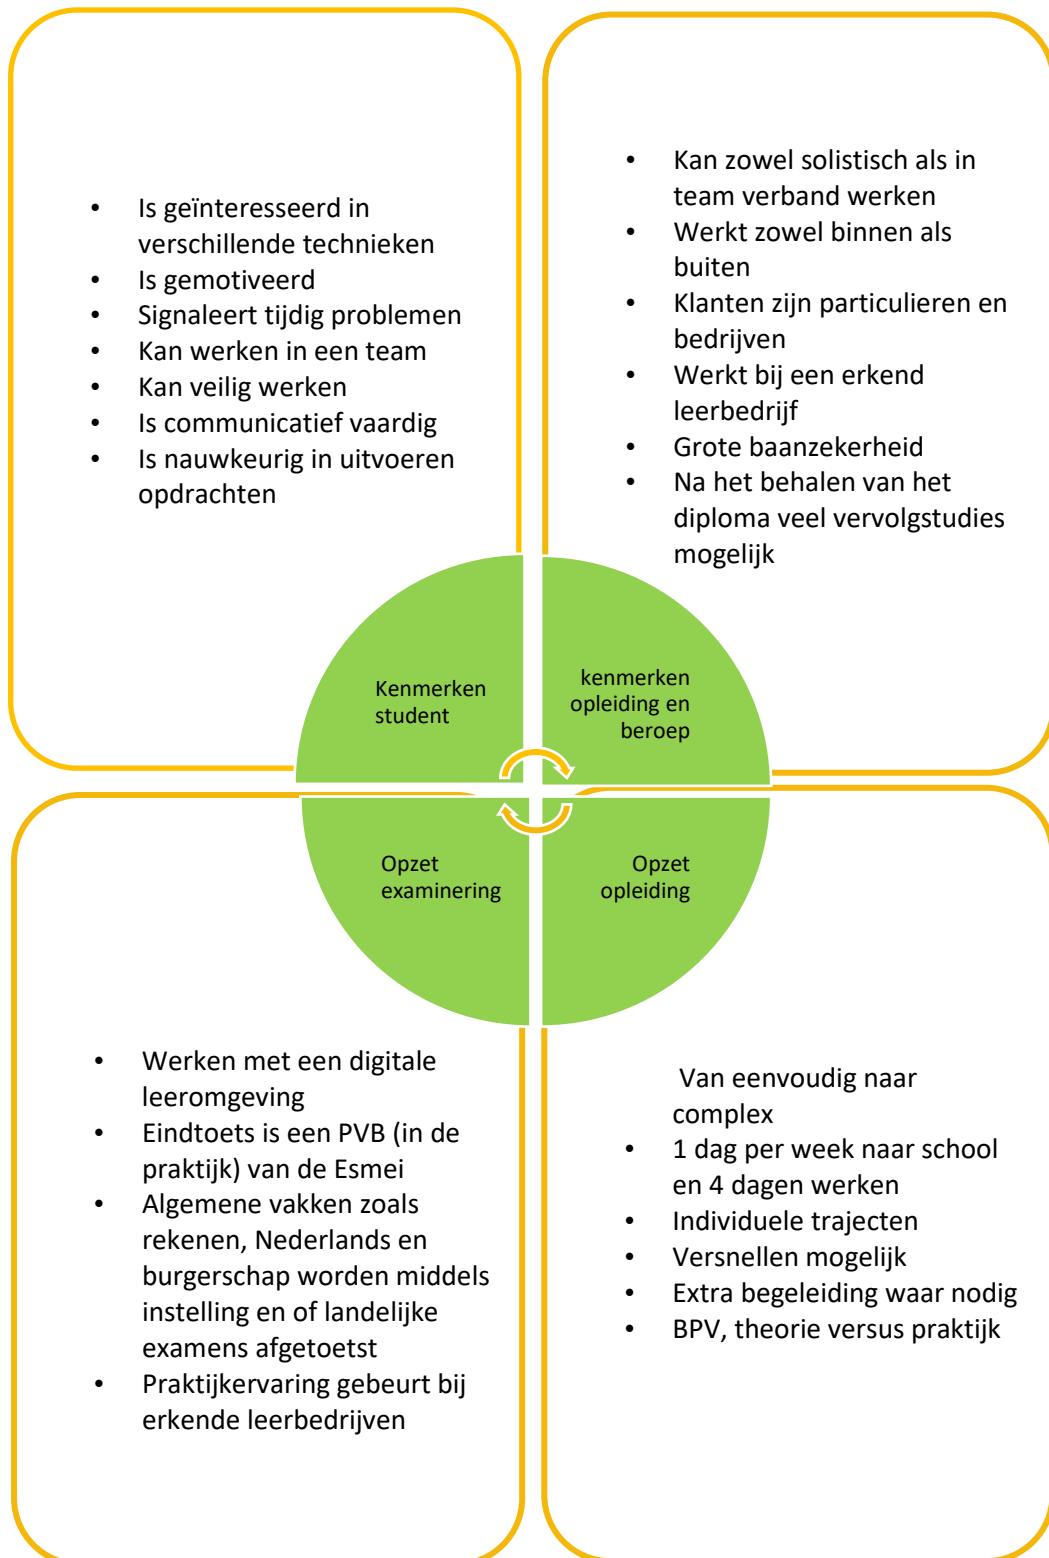 • Is geïnteresseerd in
verschillende technieken
• Is gemotiveerd
• Signaleert tijdig problemen
• Kan werken in een team
• Kan veilig werken
• Is communicatief vaardig
• Is nauwkeurig in uitvoeren
opdrachten
• Kan zowel solistisch als in
team verband werken
• Werkt zowel binnen als
buiten
• Klanten zijn particulieren en
bedrijven
• Werkt bij een erkend
leerbedrijf
• Grote baanzekerheid
• Na het behalen van het
diploma veel vervolgstudies
mogelijk
Kenmerken
student
kenmerken
opleiding en
beroep
Opzet
examinering
Opzet
opleiding
• Werken met een digitale
leeromgeving
• Eindtoets is een PVB (in de
praktijk) van de Esmei
• Algemene vakken zoals
rekenen, Nederlands en
burgerschap worden middels
instelling en of landelijke
examens afgetoetst
• Praktijkervaring gebeurt bij
erkende leerbedrijven
Van eenvoudig naar
complex
• 1 dag per week naar school
en 4 dagen werken
• Individuele trajecten
• Versnellen mogelijk
• Extra begeleiding waar nodig
• BPV, theorie versus praktijk